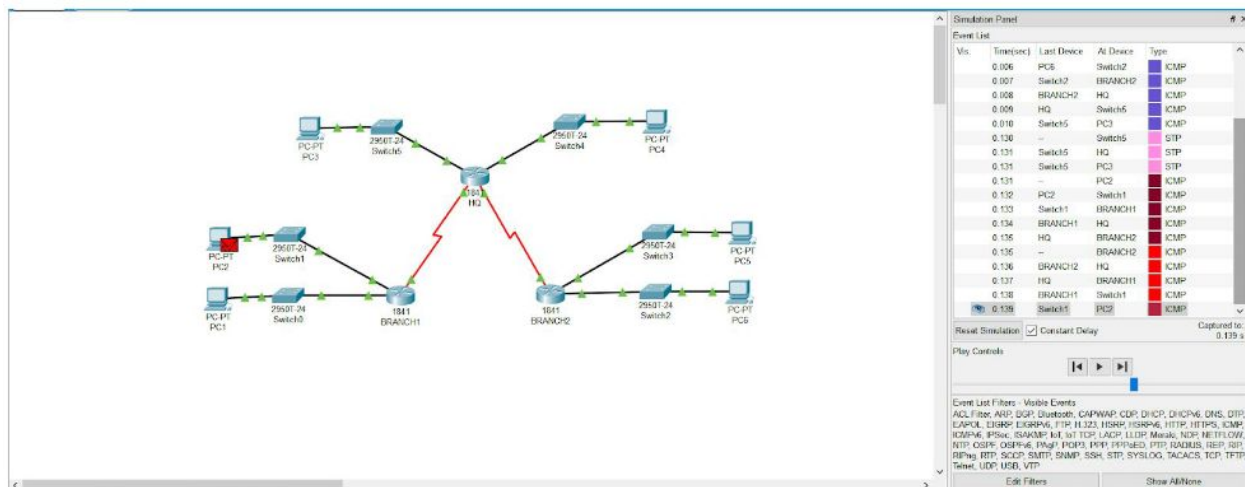 PC-PT
PC3
2950T-24
Switch5
2950T-24
Switch4
PC-PT
PC4
1841
HQ
PC-PT
PC2
2950T-24
Switch1
2950T-24
Switch3
PC-PT
PC5
PC-PT
PC1
2950T-24
Switch0
1841
BRANCH1
1841
BRANCH2
2950T-24
Switch2
PC-PT
PC6
Simulation Panel
Event List
Vis. Time(sec) Last Device At Device Type
0.006 PC6 Switch2 ICMP
0.007 Switch2 BRANCH2 ICMP
0.008 BRANCH2 HQ ICMP
0.009 HQ Switch5 ICMP
0.010 Switch5 PC3 ICMP
0.130 -- Switch5 STP
0.131 Switch5 HQ STP
0.131 Switch5 PC3 STP
0.131 -- PC2 ICMP
0.132 PC2 Switch1 ICMP
0.133 Switch1 BRANCH1 ICMP
0.134 BRANCH1 HQ ICMP
0.135 HQ BRANCH2 ICMP
0.135 -- BRANCH2 ICMP
0.136 BRANCH2 HQ ICMP
0.137 HQ BRANCH1 ICMP
0.138 BRANCH1 Switch1 ICMP
0.139 Switch1 PC2 ICMP
Reset Simulation Constant Delay Captured to:
0.139 s
Play Controls
Event List Filters - Visible Events
ACL Filter, ARP, BGP, Bluetooth, CAPWAP, CDP, DHCP, DHCPv6, DNS, DTP,
EAPOL, EIGRP, EIGRPv6, FTP, H.323, HSRP, HSRPv6, HTTP, HTTPS, ICMP,
ICMPv6, IPSec, ISAKMP, IoT, IoT TCP, LACP, LLDP, Meraki, NDP, NETFLOW,
NTP, OSPF, OSPFv6, PAgP, POP3, PPP, PPPoED, PTP, RADIUS, REP, RIP,
RIPng, RTP, SCCP, SMTP, SNMP, SSH, STP, SYSLOG, TACACS, TCP, TFTP,
Telnet, UDP, USB, VTP
Edit Filters Show All/None